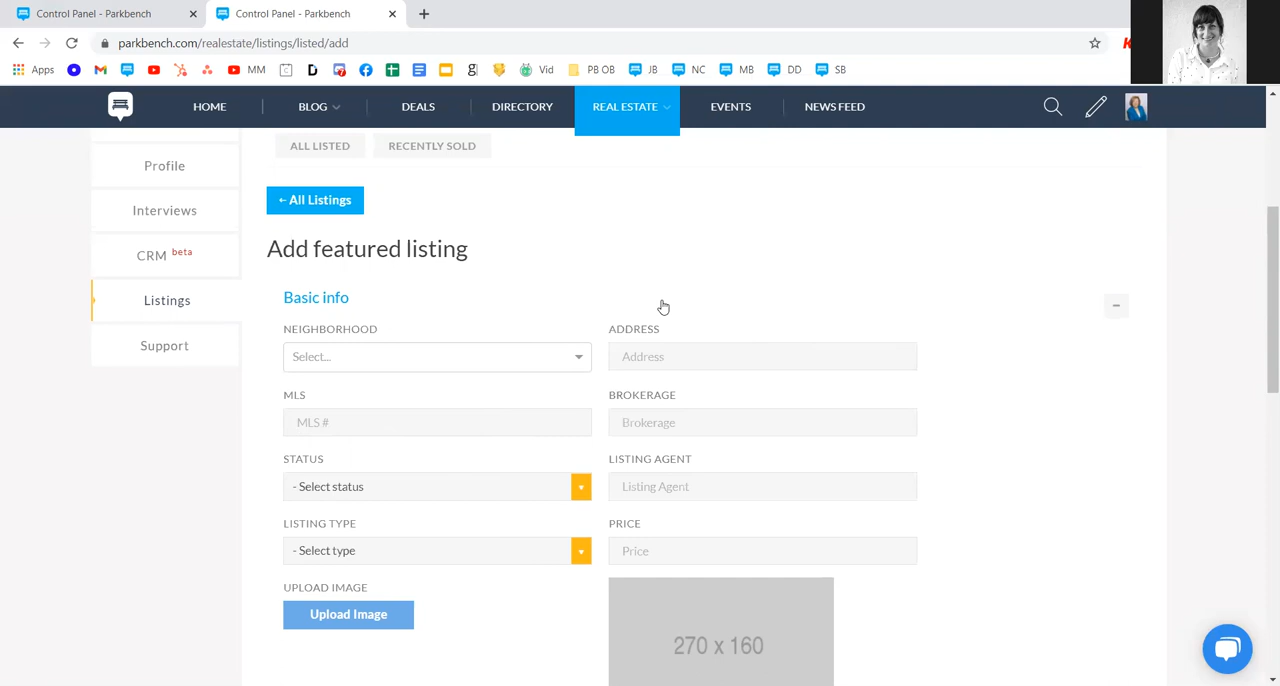 Control Panel - Parkbench × Control Panel - Parkbench × +
parkbench.com/realestate/listings/listed/add
Apps MM Vid PB OB JB NC MB DD SB
HOME BLOG DEALS DIRECTORY REAL ESTATE EVENTS NEWS FEED
Profile
Interviews
CRM beta
Listings
Support
ALL LISTED RECENTLY SOLD
← All Listings
Add featured listing
Basic info
−
NEIGHBORHOOD ADDRESS
Select... Address
MLS BROKERAGE
MLS # Brokerage
STATUS LISTING AGENT
- Select status Listing Agent
LISTING TYPE PRICE
- Select type Price
UPLOAD IMAGE
Upload Image
270 x 160